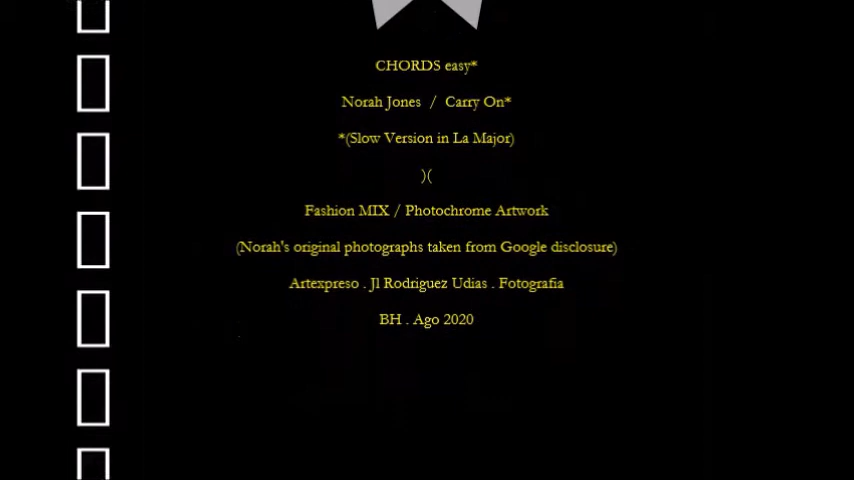 CHORDS easy*
Norah Jones / Carry On*
*(Slow Version in La Major)
)(
Fashion MIX / Photochrome Artwork
(Norah's original photographs taken from Google disclosure)
Artexpreso . Jl Rodriguez Udias . Fotografia
BH . Ago 2020